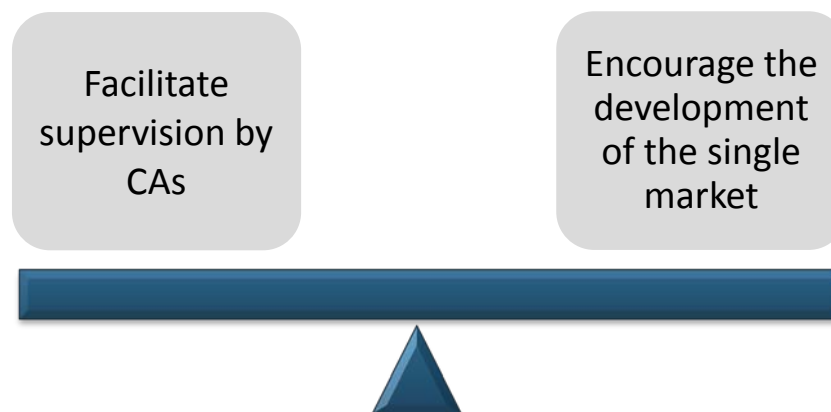 Facilitate
supervision by
CAs
Encourage the
development
of the single
market